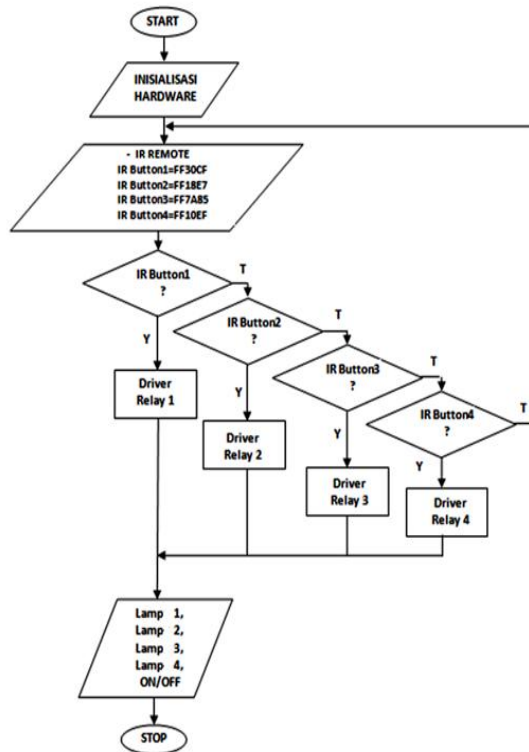 START
INISIALISASI
HARDWARE
- IR REMOTE
IR Button1=FF30CF
IR Button2=FF18E7
IR Button3=FF7A85
IR Button4=FF10EF
IR Button1
?
T
Y
IR Button2
?
T
Y
IR Button3
?
T
Y
IR Button4
?
T
Y
Driver
Relay 1
Driver
Relay 2
Driver
Relay 3
Driver
Relay 4
Lamp 1,
Lamp 2,
Lamp 3,
Lamp 4,
ON/OFF
STOP